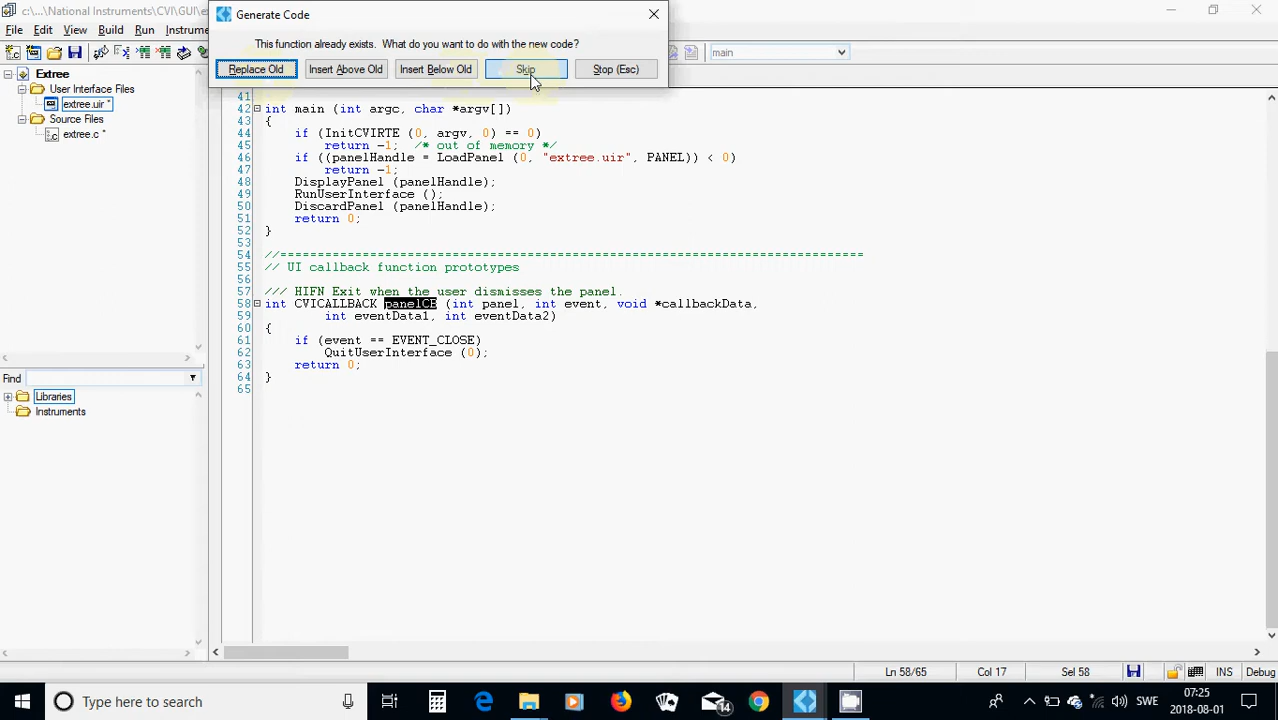 c:\...\National Instruments\CVI\GUI\ex
Generate Code
File Edit View Build Run Instrume
This function already exists. What do you want to do with the new code?
Replace Old Insert Above Old Insert Below Old Skip Stop (Esc)
main
Extree
User Interface Files
extree.uir *
Source Files
extree.c *
Find
Libraries
Instruments
41
42 int main (int argc, char *argv[])
43 {
44 if (InitCVIRTE (0, argv, 0) == 0)
45 return -1; /* out of memory */
46 if ((panelHandle = LoadPanel (0, "extree.uir", PANEL)) < 0)
47 return -1;
48 DisplayPanel (panelHandle);
49 RunUserInterface ();
50 DiscardPanel (panelHandle);
51 return 0;
52 }
53
54 //==============================================================================
55 // UI callback function prototypes
56
57 /// HIFN Exit when the user dismisses the panel.
58 int CVICALLBACK panelCB (int panel, int event, void *callbackData,
59 int eventData1, int eventData2)
60 {
61 if (event == EVENT_CLOSE)
62 QuitUserInterface (0);
63 return 0;
64 }
65
Ln 58/65 Col 17 Sel 58 INS Debug
Type here to search
14
SWE
07:25
2018-08-01